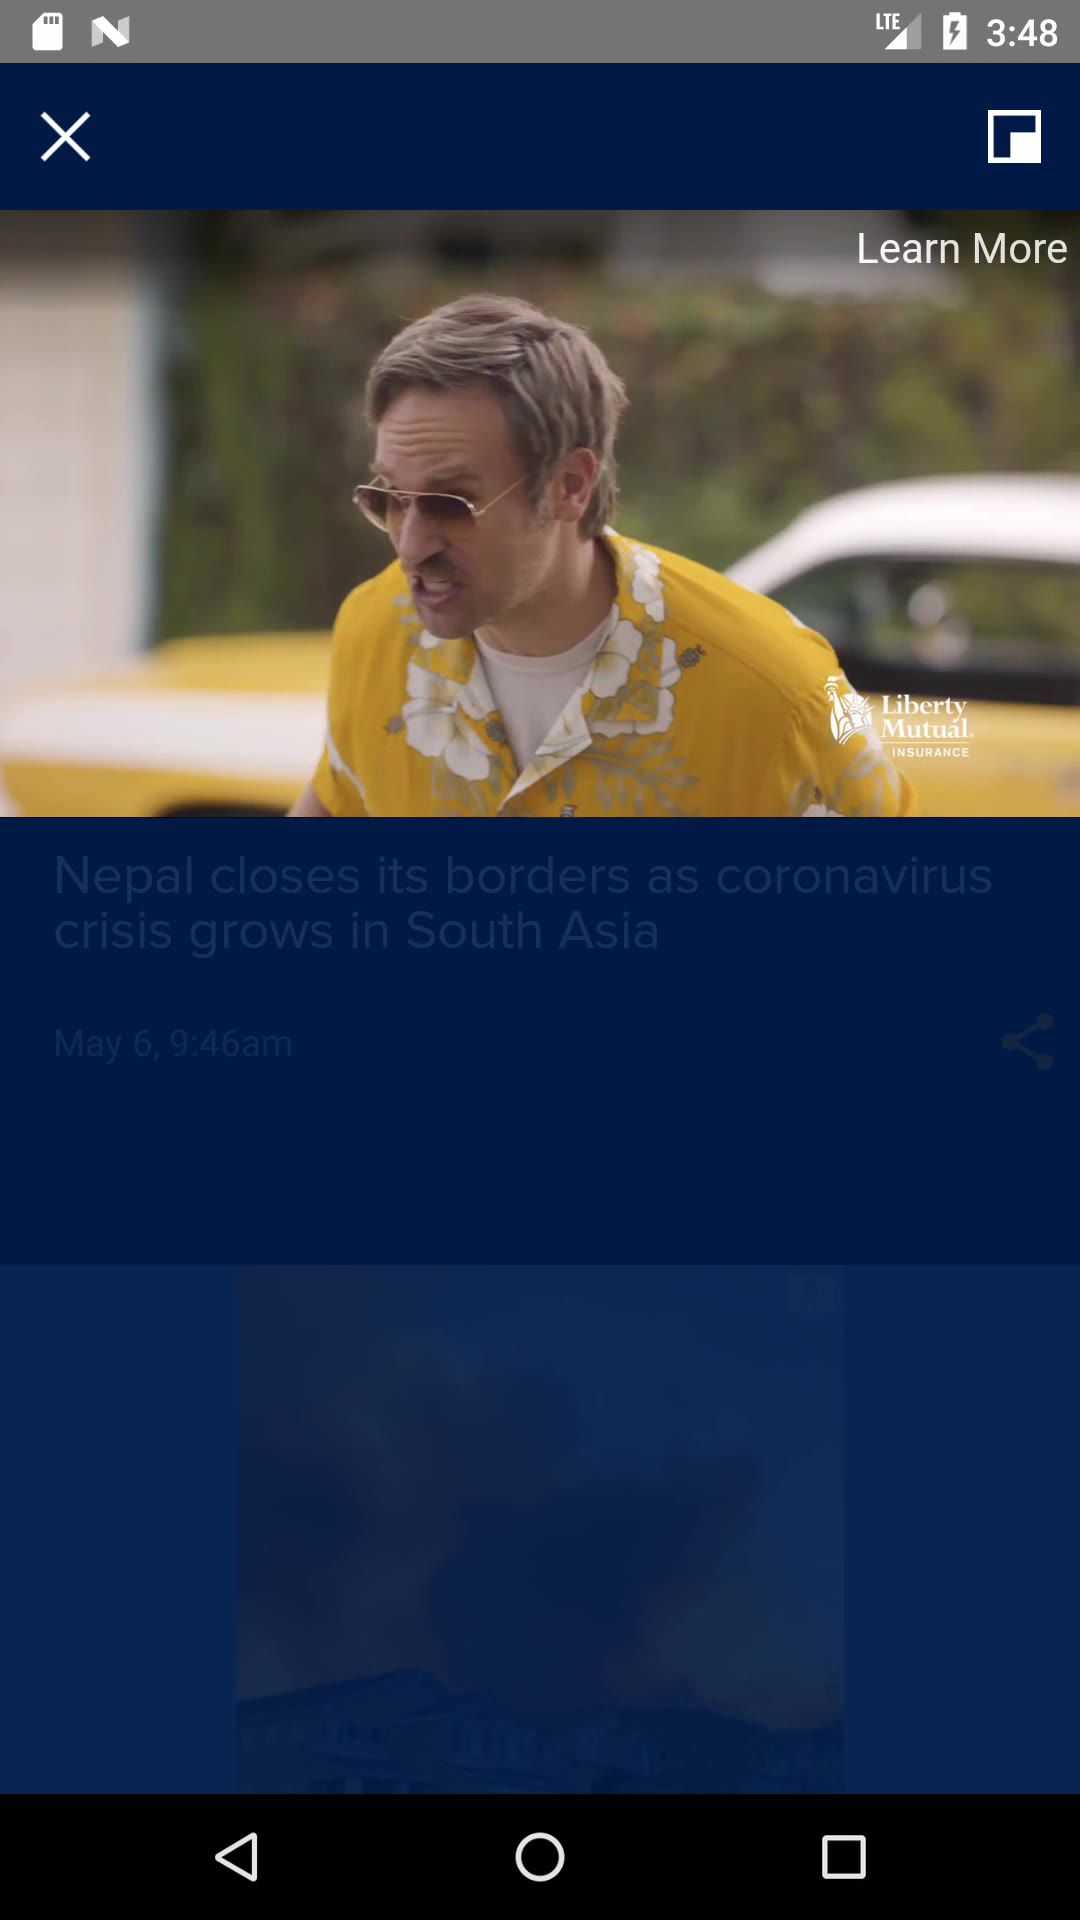 LTE
3:48
Learn More
Liberty
Mutual.
INSURANCE
Nepal closes its borders as coronavirus
crisis grows in South Asia
May 6, 9:46am